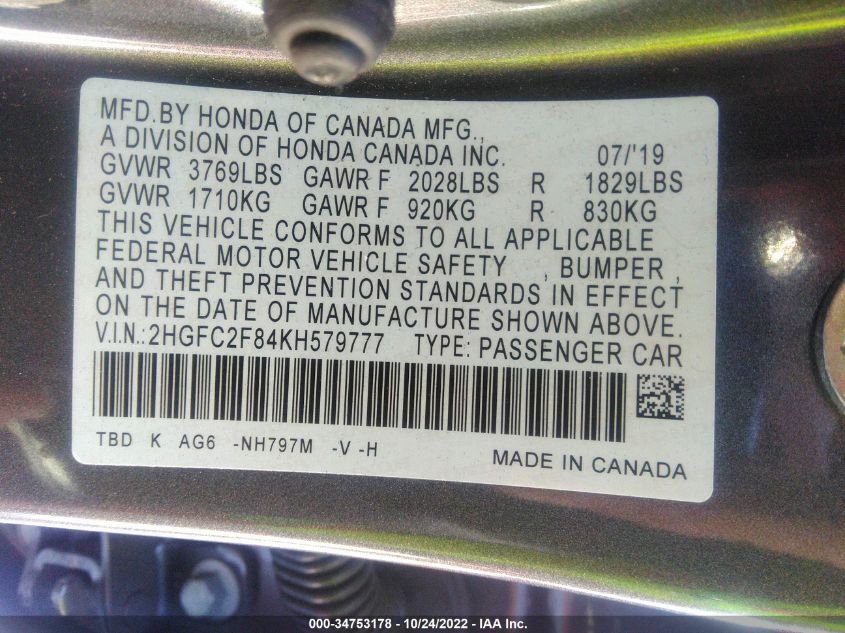 MFD.BY HONDA OF CANADA MFG.,
A DIVISION OF HONDA CANADA INC. 07/'19
GVWR 3769LBS GAWR F 2028LBS R 1829LBS
GVWR 1710KG GAWR F 920KG R 830KG
THIS VEHICLE CONFORMS TO ALL APPLICABLE
FEDERAL MOTOR VEHICLE SAFETY , BUMPER ,
AND THEFT PREVENTION STANDARDS IN EFFECT
ON THE DATE OF MANUFACTURE SHOWN ABOVE.
V.I.N.:2HGFC2F84KH579777 TYPE: PASSENGER CAR
TBD K AG6 -NH797M -V -H
MADE IN CANADA
000-34753178 - 10/24/2022 - IAA Inc.